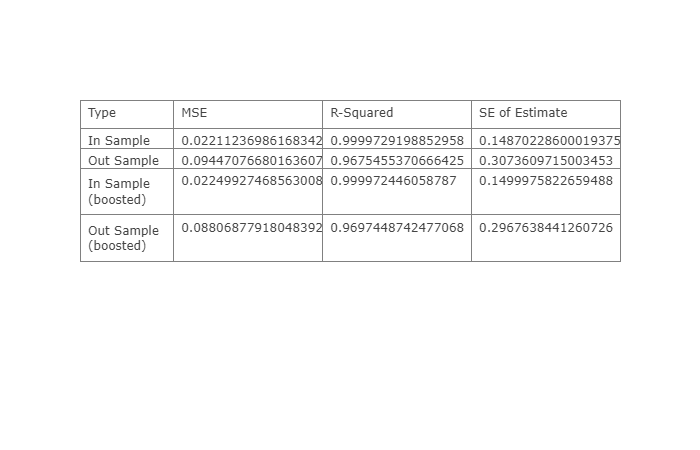 Type MSE R-Squared SE of Estimate
In Sample 0.02211236986168342 0.9999729198852958 0.14870228600019375
Out Sample 0.09447076680163607 0.9675455370666425 0.3073609715003453
In Sample 0.02249927468563008 0.999972446058787 0.1499975822659488
(boosted)
Out Sample 0.08806877918048392 0.9697448742477068 0.2967638441260726
(boosted)